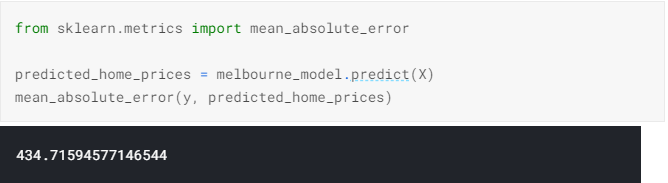 from sklearn.metrics import mean_absolute_error
predicted_home_prices = melbourne_model.predict(X)
mean_absolute_error(y, predicted_home_prices)
434.71594577146544